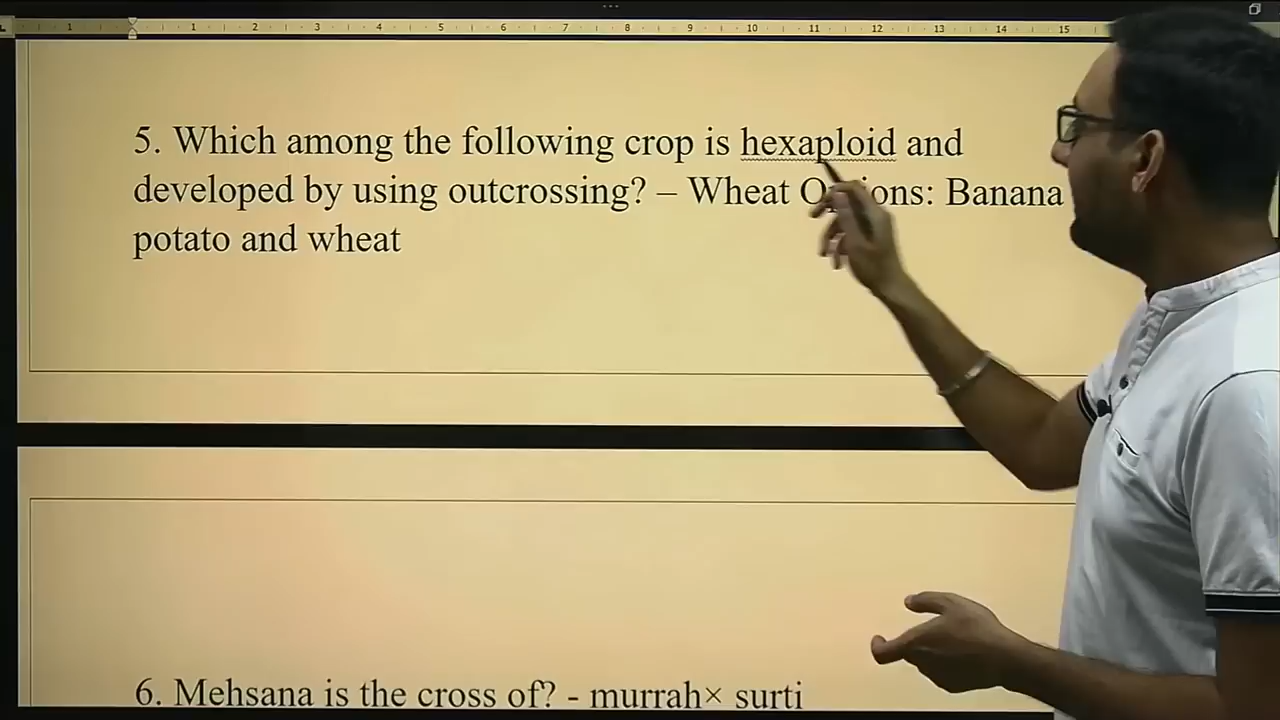 1 1 2 3 4 5 6 7 8 9 10 11 12 13 14 15
5. Which among the following crop is hexaploid and
developed by using outcrossing? – Wheat Banana
potato and wheat
6. Mehsana is the cross of? - murrah× surti